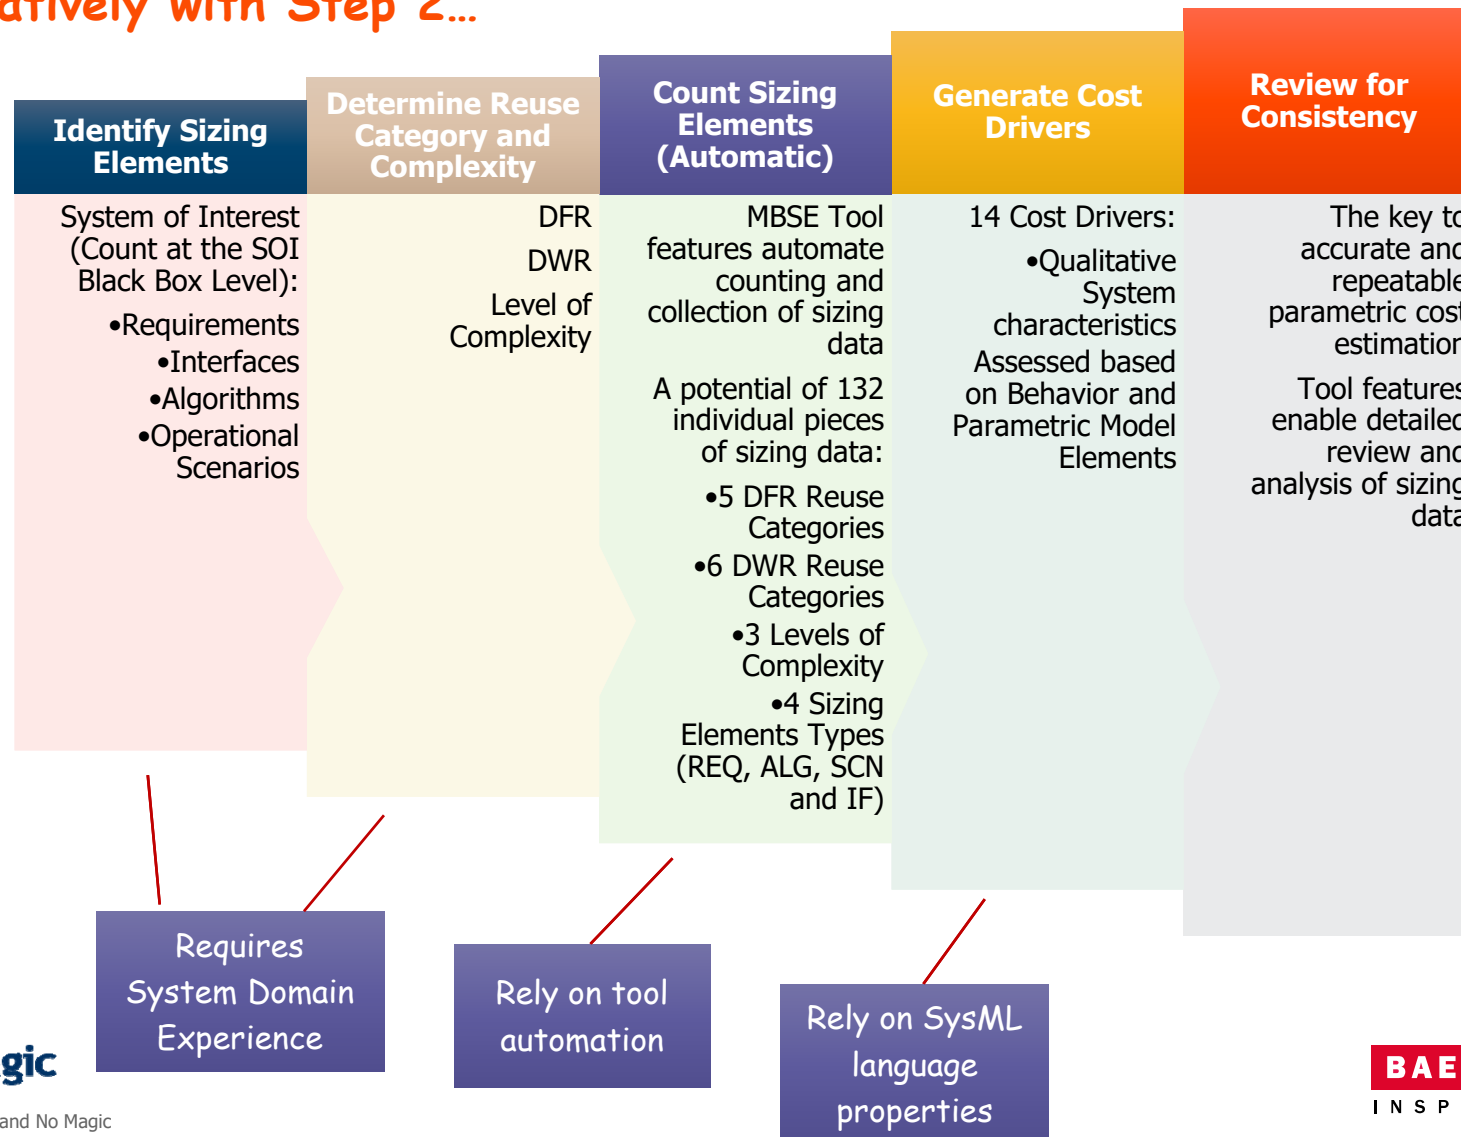 with Step 2…
Identify Sizing
Elements
System of Interest
(Count at the SOI
Black Box Level):
•Requirements
•Interfaces
•Algorithms
•Operational
Scenarios
Determine Reuse
Category and
Complexity
DFR
DWR
Level of
Complexity
Count Sizing
Elements
(Automatic)
MBSE Tool
features automate
counting and
collection of sizing
data
A potential of 132
individual pieces
of sizing data:
•5 DFR Reuse
Categories
•6 DWR Reuse
Categories
•3 Levels of
Complexity
•4 Sizing
Elements Types
(REQ, ALG, SCN
and IF)
Generate Cost
Drivers
14 Cost Drivers:
•Qualitative
System
characteristics
Assessed based
on Behavior and
Parametric Model
Elements
Review for
Consistency
The key to
accurate and
repeatable
parametric cost
estimation
Tool features
enable detailed
review and
analysis of sizing
data
Requires
System Domain
Experience
Rely on tool
automation
Rely on SysML
language
properties
gic
and No Magic
BAE
INSP